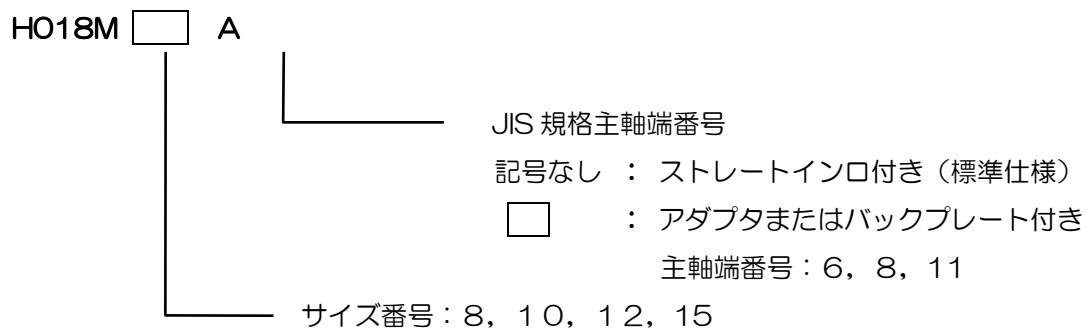 HO18M □ A
JIS 規格主軸端番号
記号なし ： ストレートインロ付き（標準仕様）
□ ： アダプタまたはバックプレート付き
主軸端番号：6，8，11
サイズ番号：８，１０，１２，15